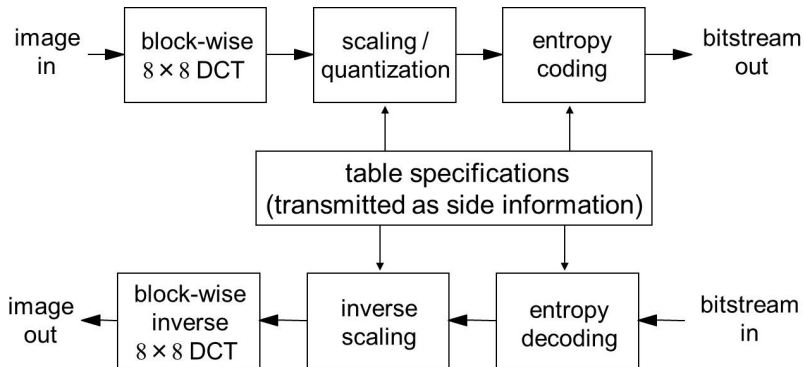 image
in
block-wise
8 × 8 DCT
scaling /
quantization
entropy
coding
bitstream
out
table specifications
(transmitted as side information)
image
out
block-wise
inverse
8 × 8 DCT
inverse
scaling
entropy
decoding
bitstream
in